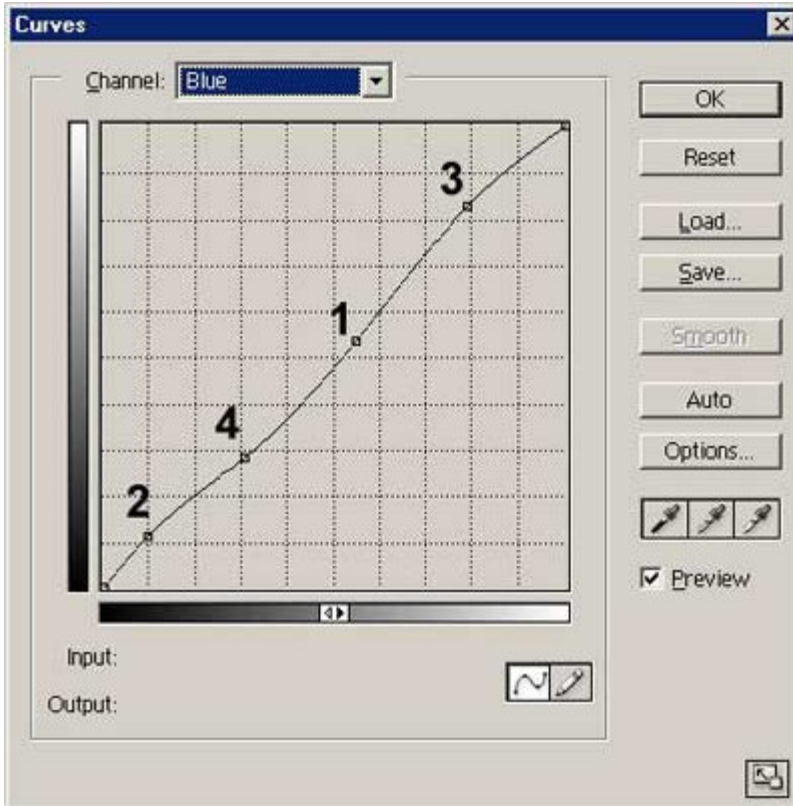 Curves
Channel: Blue
OK
Reset
Load...
Save...
Smooth
Auto
Options...
Preview
3
1
4
2
Input:
Output: